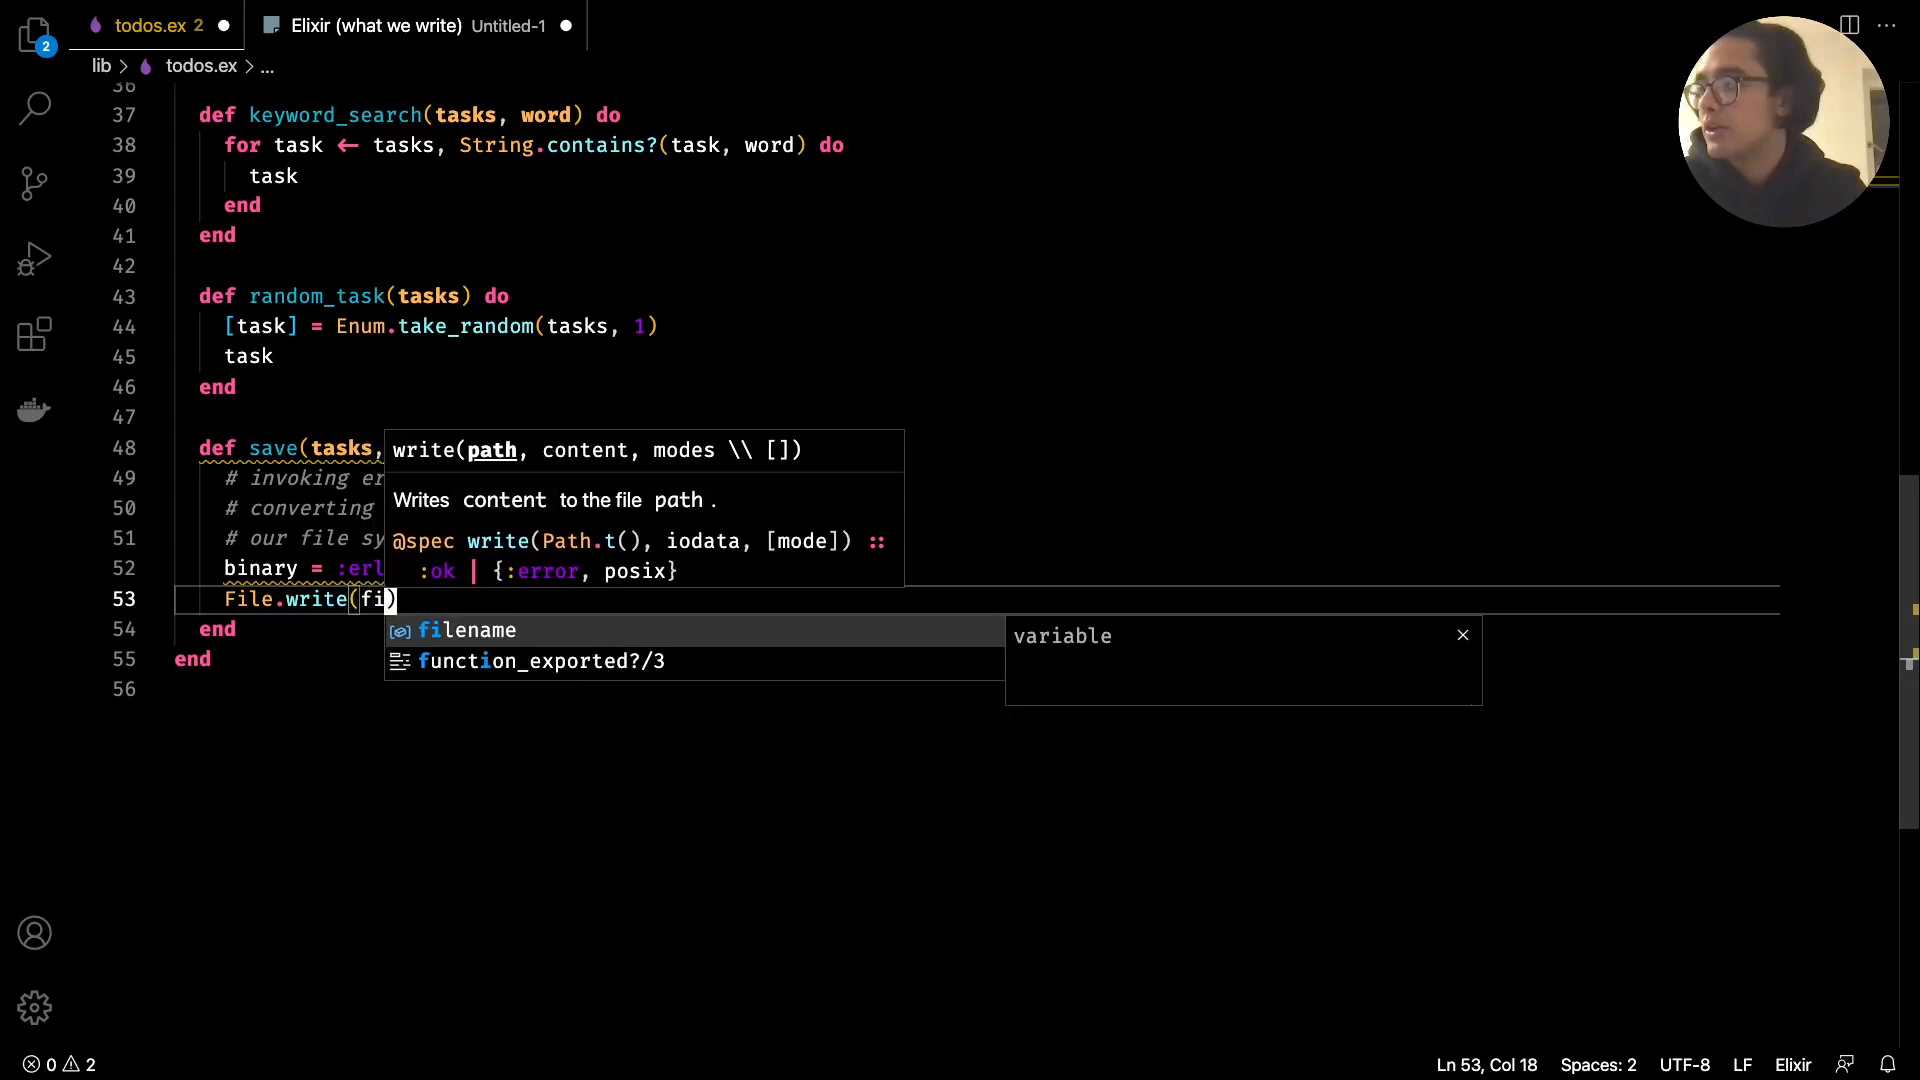 todos.ex 2
Elixir (what we write) Untitled-1
lib > todos.ex > ...
36
37 def keyword_search(tasks, word) do
38 for task <- tasks, String.contains?(task, word) do
39 task
40 end
41 end
42
43 def random_task(tasks) do
44 [task] = Enum.take_random(tasks, 1)
45 task
46 end
47
48 def save(tasks,
49 # invoking er
50 # converting
51 # our file sy
52 binary = :erl
53 File.write(fi)
54 end
55 end
56
write(path, content, modes \\ [])
Writes content to the file path .
@spec write(Path.t(), iodata, [mode]) ::
:ok | {:error, posix}
filename
function_exported?/3
variable
2
0 2
Ln 53, Col 18 Spaces: 2 UTF-8 LF Elixir